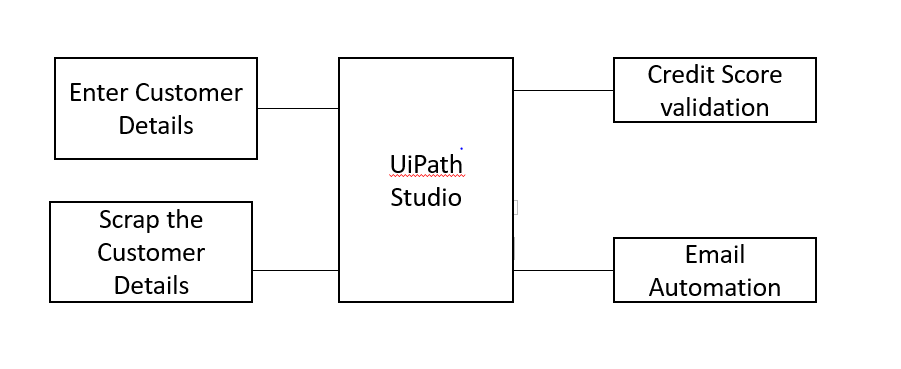 Enter Customer
Details
Scrap the
Customer
Details
UiPath
Studio
Credit Score
validation
Email
Automation